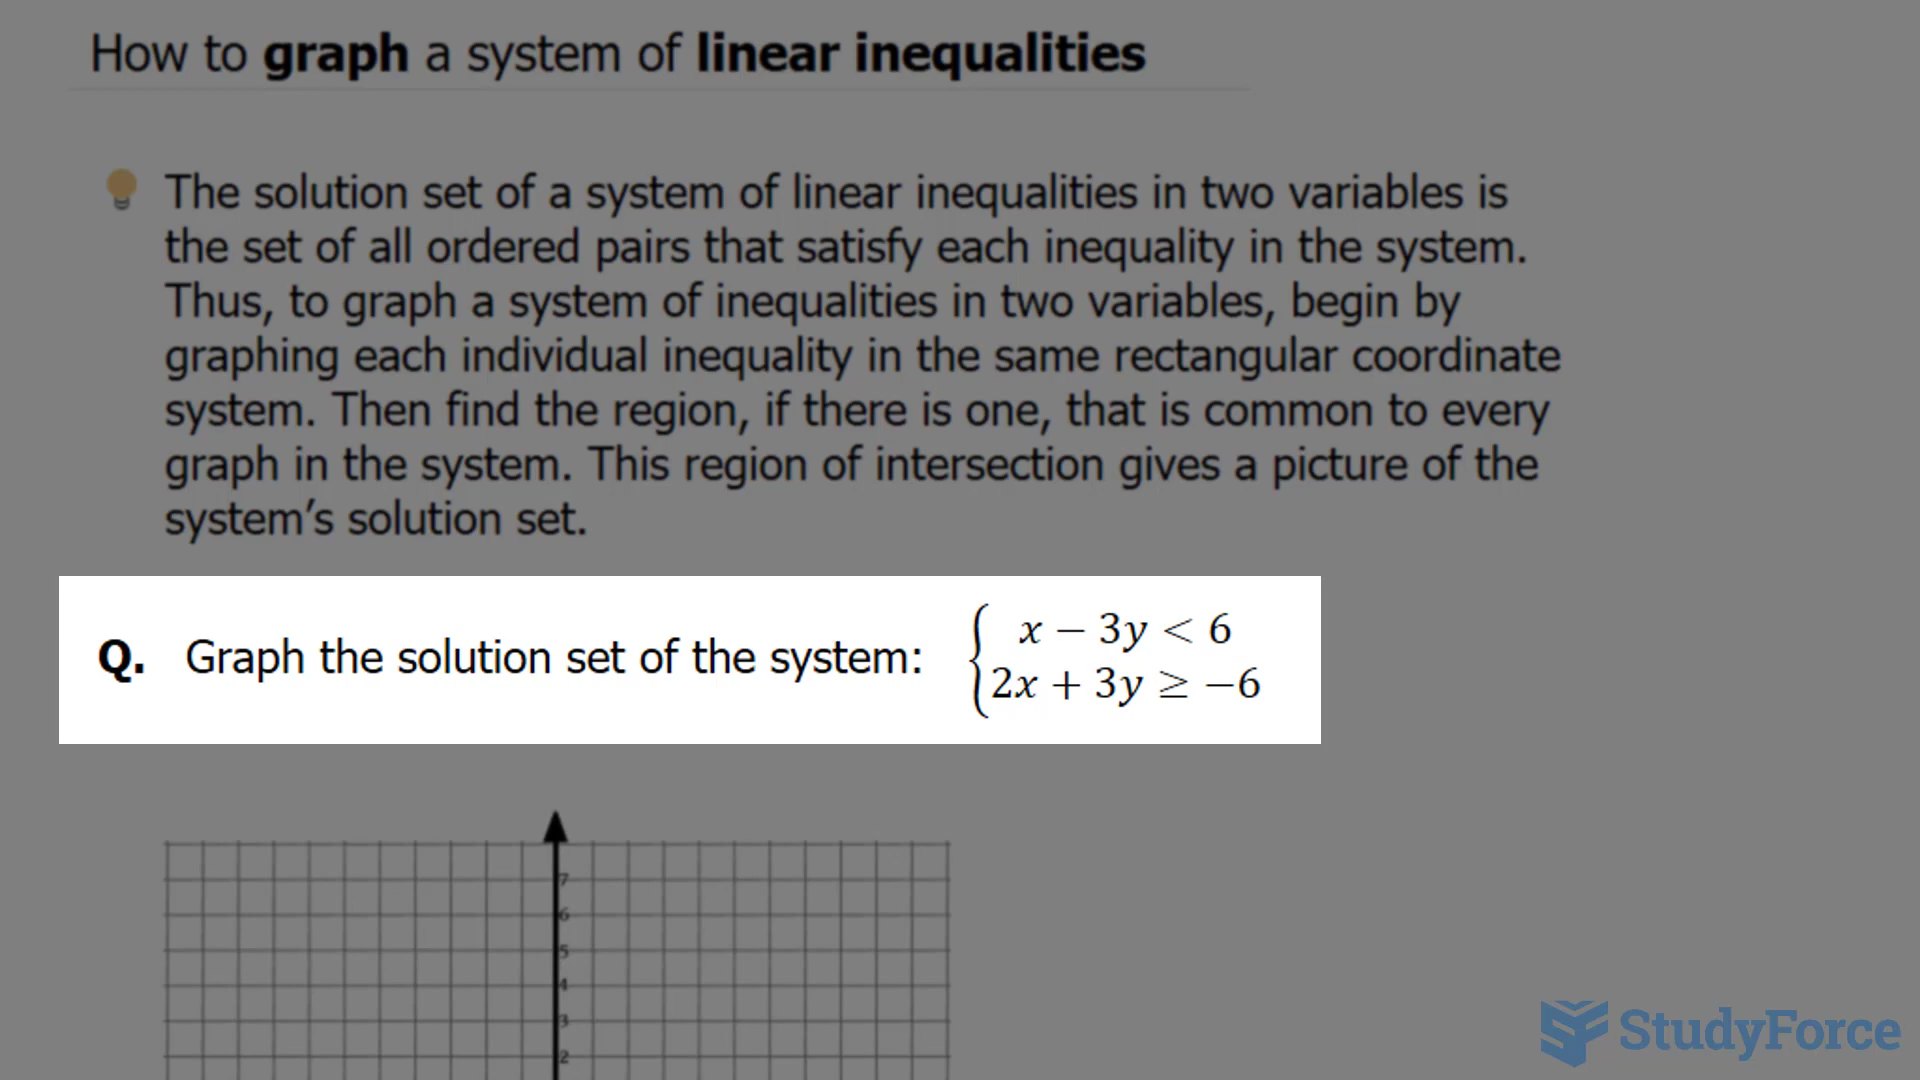 How to graph a system of linear inequalities
The solution set of a system of linear inequalities in two variables is
the set of all ordered pairs that satisfy each inequality in the system.
Thus, to graph a system of inequalities in two variables, begin by
graphing each individual inequality in the same rectangular coordinate
system. Then find the region, if there is one, that is common to every
graph in the system. This region of intersection gives a picture of the
system’s solution set.
Q. Graph the solution set of the system:
x − 3y < 6
2x + 3y ≥ −6
7
6
5
4
3
2
StudyForce